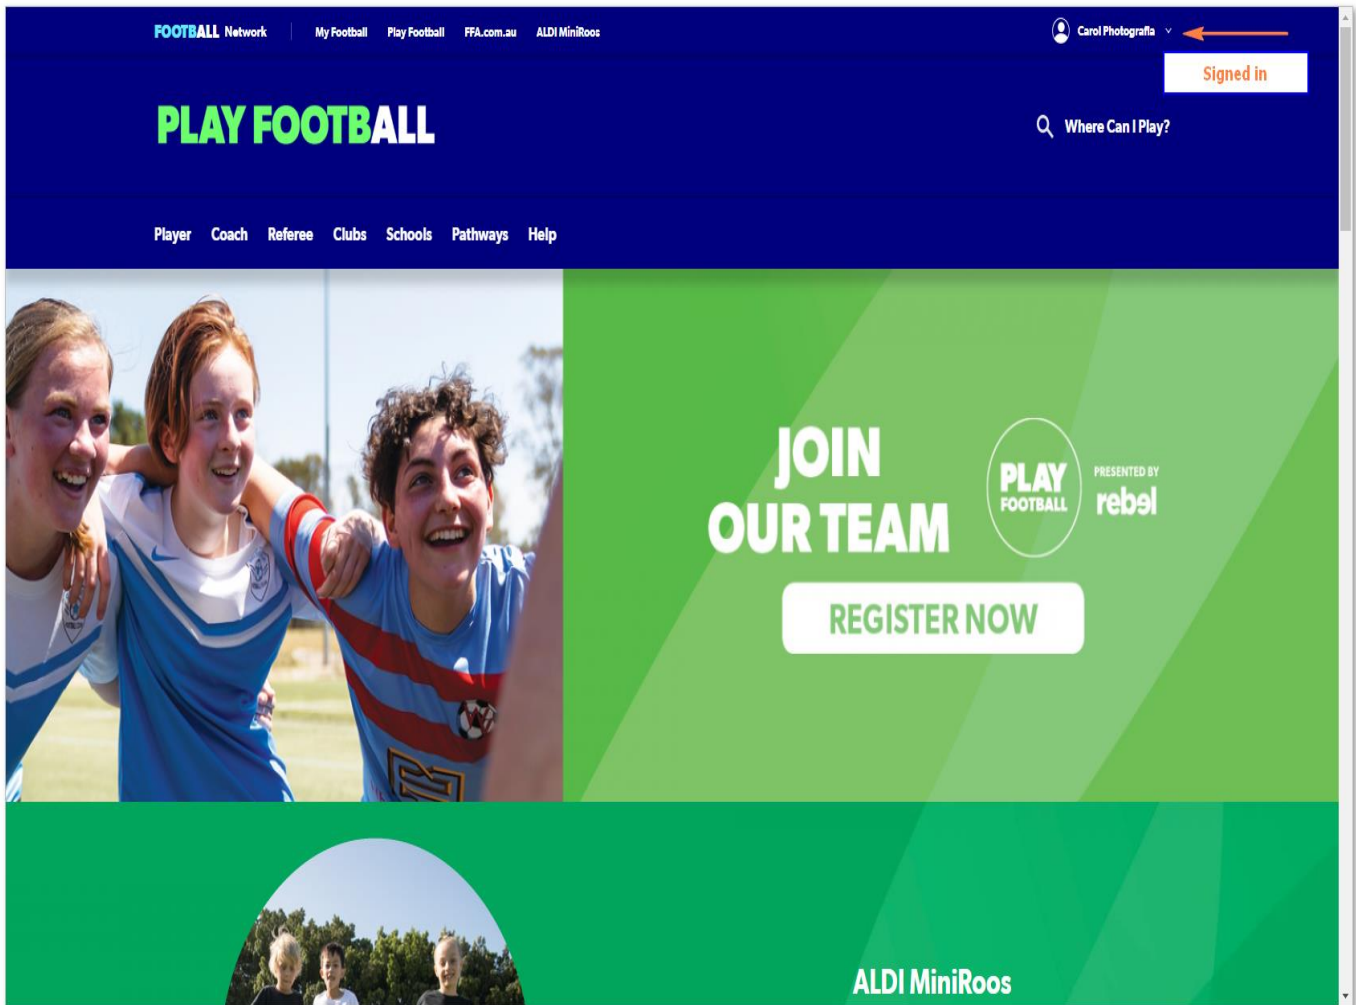 FOOTBALL Network
My Football
Play Football
FFA.com.au
ALDI MiniRoos
Carol Photografia
Signed in
PLAY FOOTBALL
Where Can I Play?
Player
Coach
Referee
Clubs
Schools
Pathways
Help
JOIN
OUR TEAM
PLAY
FOOTBALL
PRESENTED BY
rebel
REGISTER NOW
ALDI MiniRoos